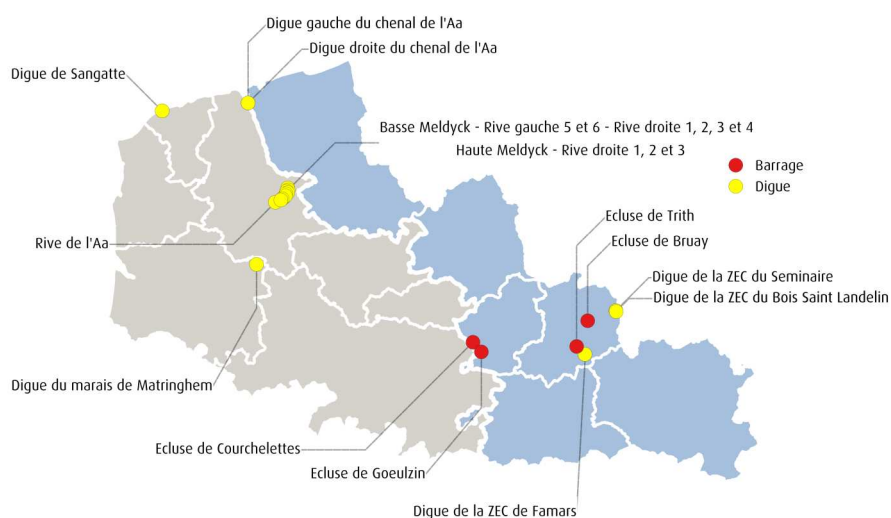 Digue gauche du chenal de l'Aa
Digue droite du chenal de l'Aa
Digue de Sangatte
Basse Meldyck - Rive gauche 5 et 6 - Rive droite 1, 2, 3 et 4
Haute Meldyck - Rive droite 1, 2 et 3
Barrage
Digue
Ecluse de Trith
Ecluse de Bruay
Rive de l'Aa
Digue de la ZEC du Seminaire
Digue de la ZEC du Bois Saint Landelin
Digue du marais de Matringhem
Ecluse de Courchelettes
Ecluse de Goeulzin
Digue de la ZEC de Famars